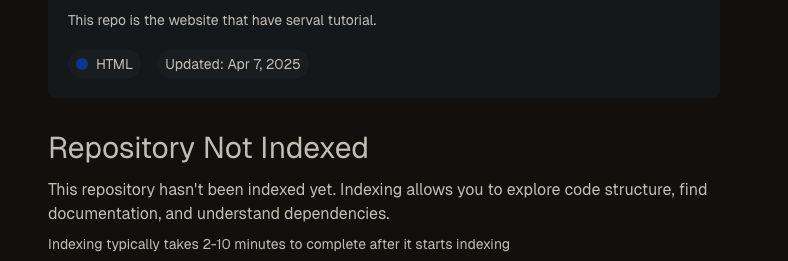 This repo is the website that have serval tutorial.
HTML
Updated: Apr 7, 2025
Repository Not Indexed
This repository hasn't been indexed yet. Indexing allows you to explore code structure, find
documentation, and understand dependencies.
Indexing typically takes 2-10 minutes to complete after it starts indexing